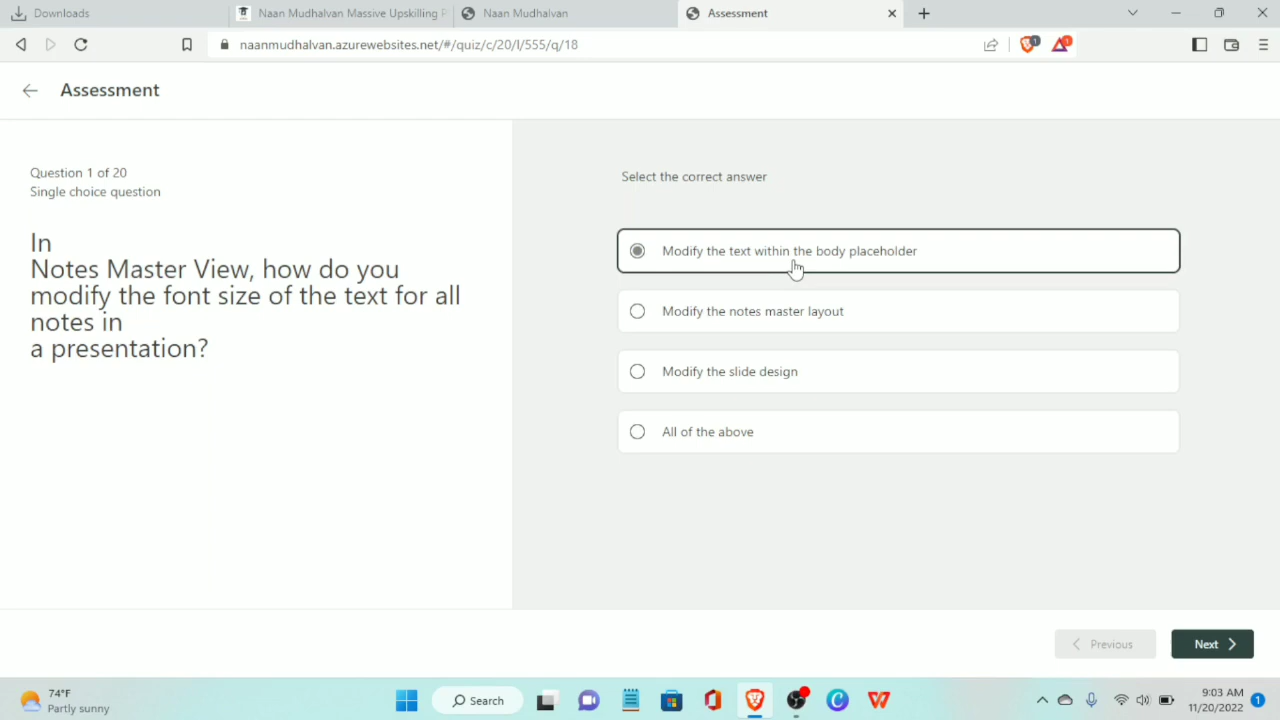 Downloads
Naan Mudhalvan Massive Upskilling P
Naan Mudhalvan
Assessment
naanmudhalvan.azurewebsites.net/#/quiz/c/20/l/555/q/18
1
1
Assessment
Question 1 of 20
Single choice question
In
Notes Master View, how do you
modify the font size of the text for all
notes in
a presentation?
Select the correct answer
Modify the text within the body placeholder
Modify the notes master layout
Modify the slide design
All of the above
Previous
Next
74°F
Partly sunny
Search
9:03 AM
11/20/2022
1